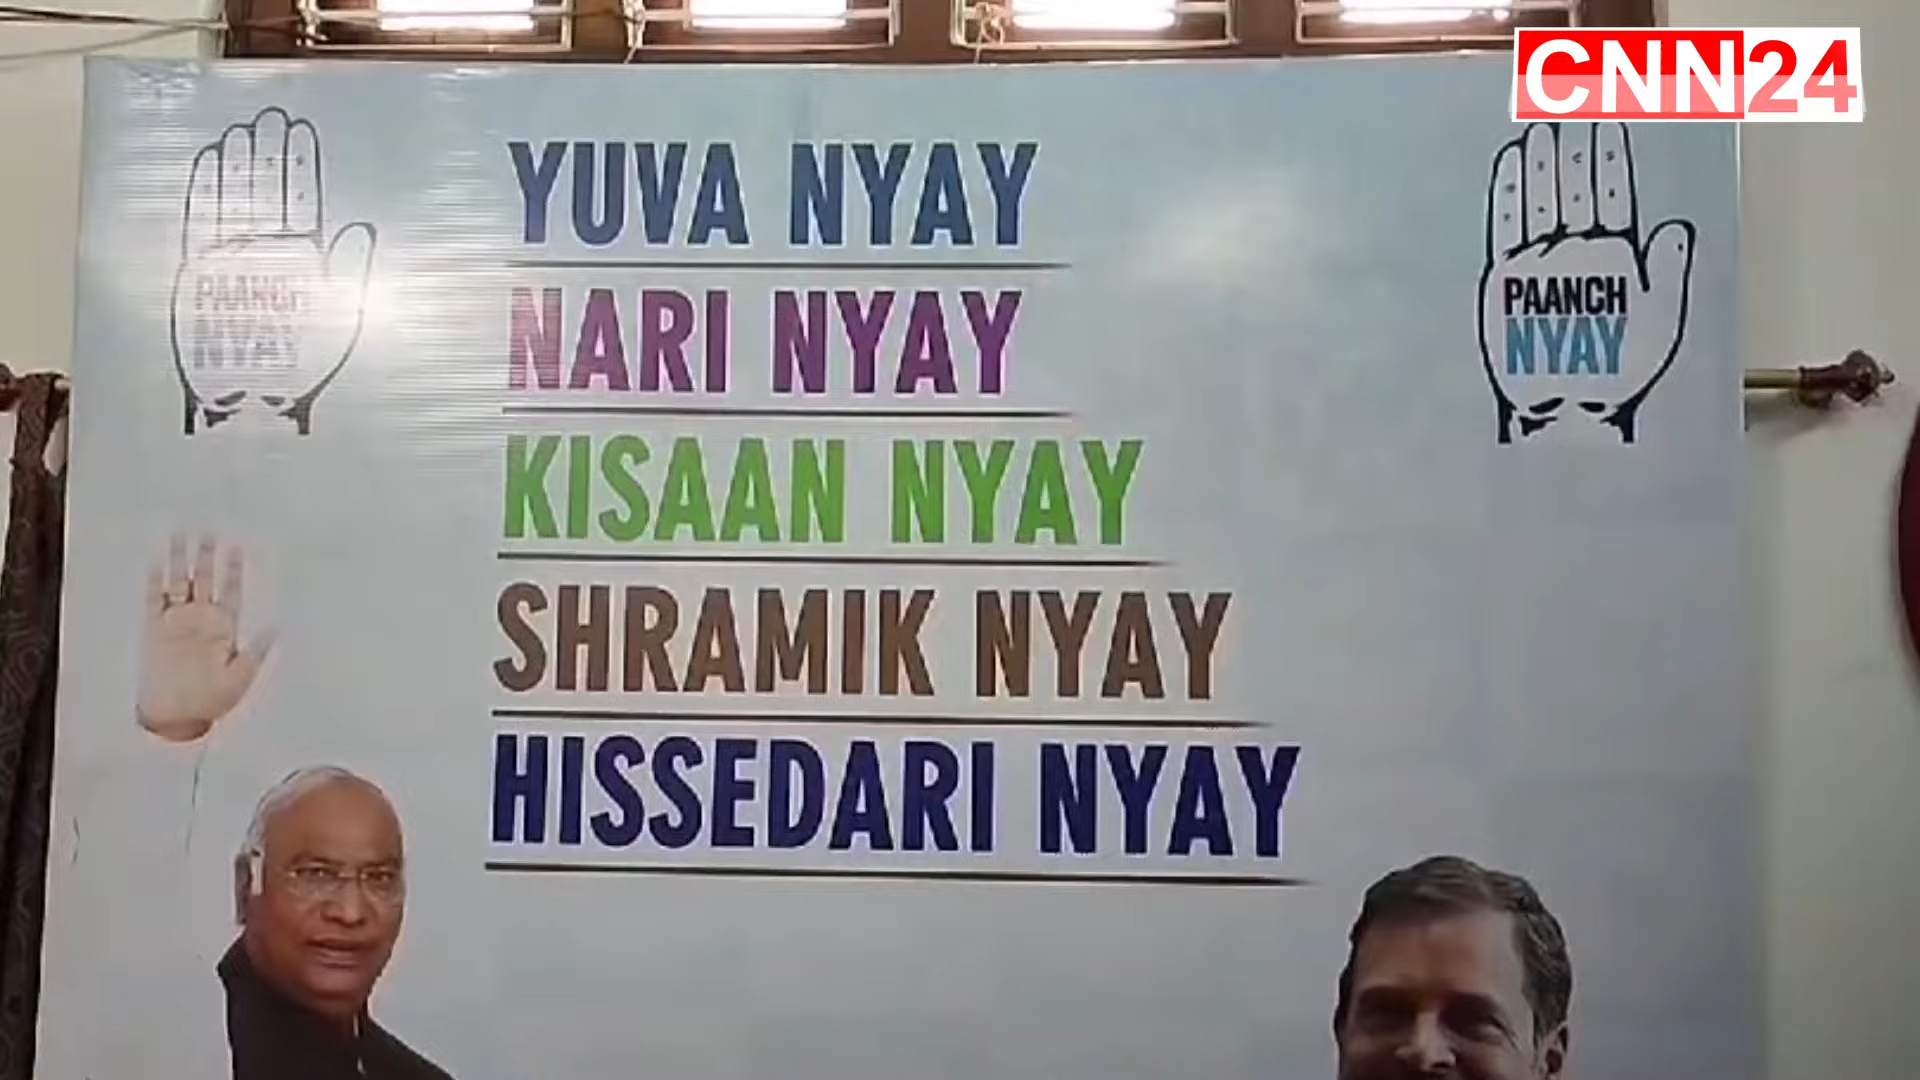 CNN24
PAANCH
NYAY
YUVA NYAY
NARI NYAY
KISAAN NYAY
SHRAMIK NYAY
HISSEDARI NYAY
PAANCH
NYAY